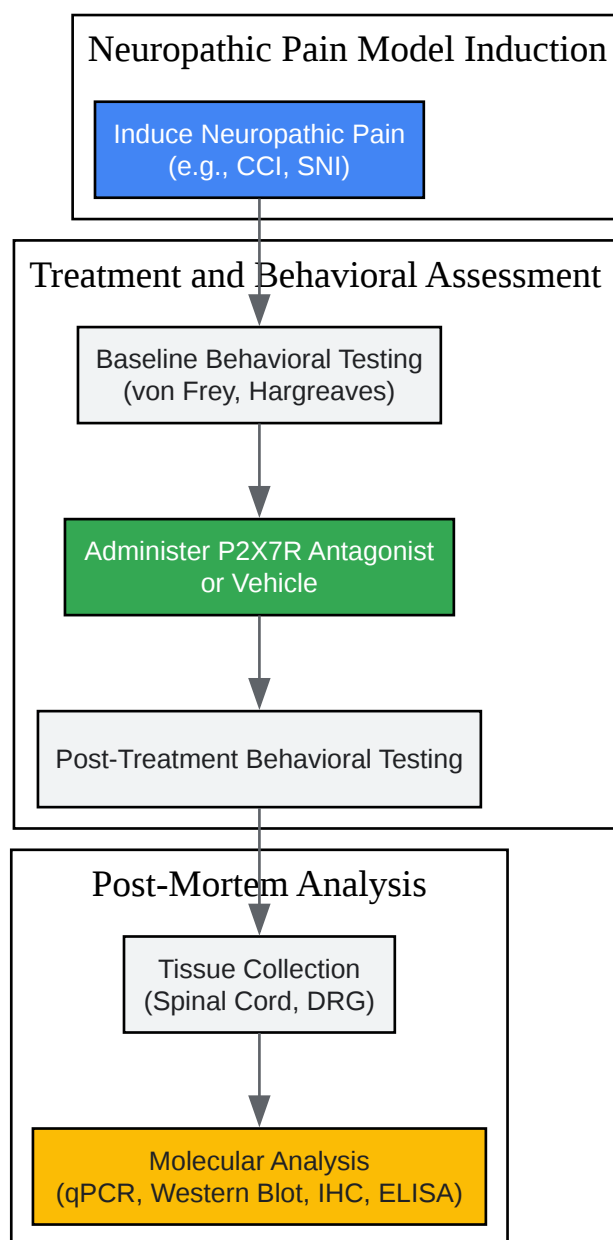 Neuropathic Pain Model Induction
Induce Neuropathic Pain
(e.g., CCI, SNI)
Treatment and Behavioral Assessment
Baseline Behavioral Testing
(von Frey, Hargreaves)
Administer P2X7R Antagonist
or Vehicle
Post-Treatment Behavioral Testing
Post-Mortem Analysis
Tissue Collection
(Spinal Cord, DRG)
Molecular Analysis
(qPCR, Western Blot, IHC, ELISA)